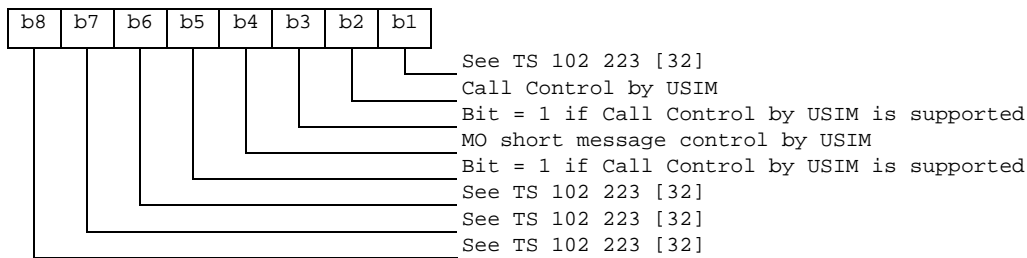 b8 b7 b6 b5 b4 b3 b2 b1
See TS 102 223 [32]
Call Control by USIM
Bit = 1 if Call Control by USIM is supported
MO short message control by USIM
Bit = 1 if Call Control by USIM is supported
See TS 102 223 [32]
See TS 102 223 [32]
See TS 102 223 [32]